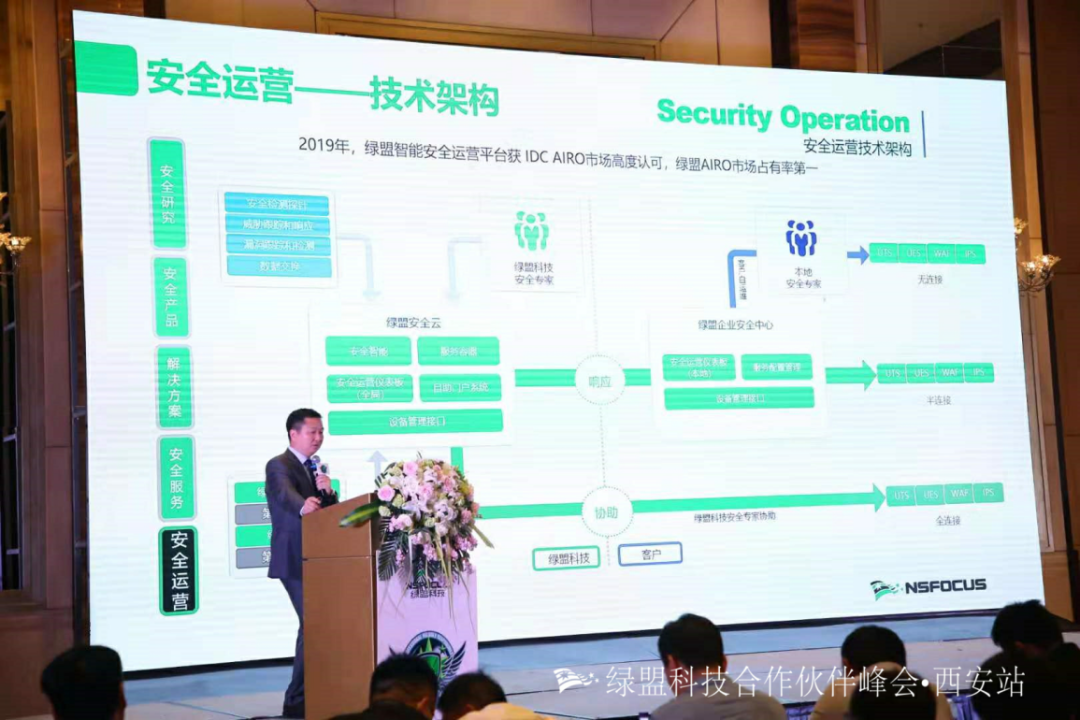 安全运营——技术架构
Security Operation
安全运营技术架构
2019年，绿盟智能安全运营平台获 IDC AIRO市场高度认可，绿盟AIRO市场占有率第一
安全研究
安全产品
解决方案
安全服务
安全运营
安全检测接口
数据交换
绿盟科技
安全专家
本地
安全专家
UTS UES WAF IPS
无连接
绿盟安全云
安全智能
安全运营仪表板
（全局）
自助门户系统
设备管理接口
响应
绿盟企业安全中心
安全运营仪表板
（本地）
服务配置管理
设备管理接口
UTS UES WAF IPS
半连接
协助
绿盟科技安全专家协助
UTS UES WAF IPS
全连接
绿盟科技
客户
NSFOCUS
绿盟科技
绿盟科技合作伙伴峰会•西安站